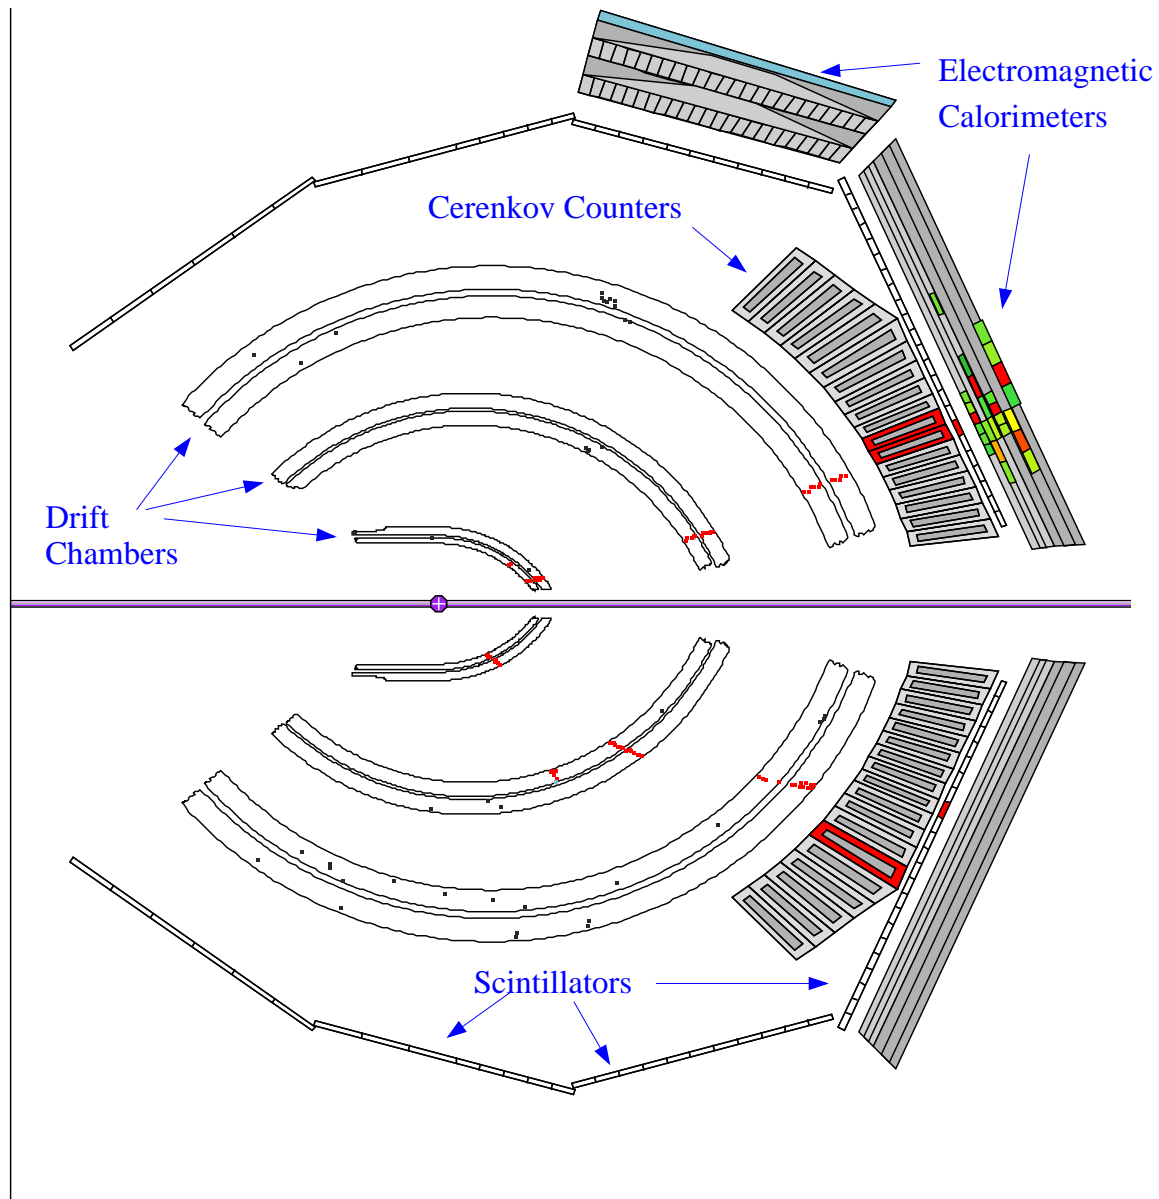 Electromagnetic
Calorimeters
Cerenkov Counters
Drift
Chambers
Scintillators